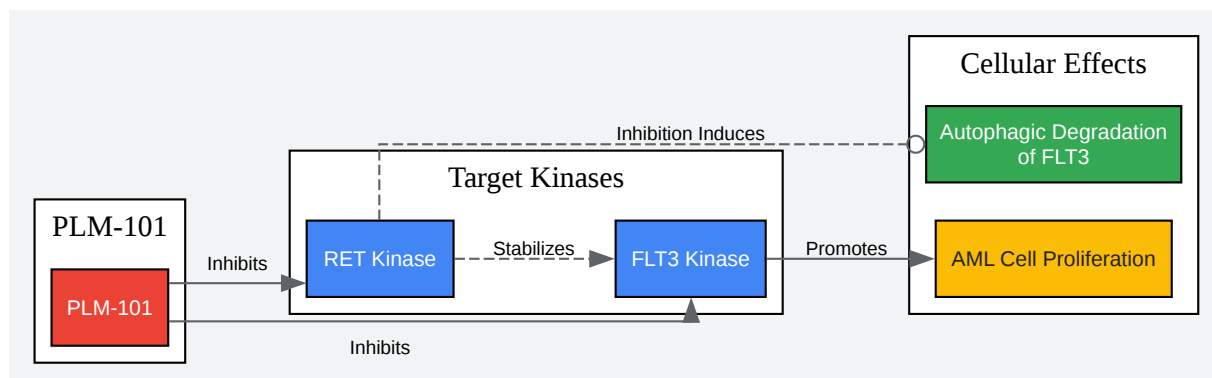 Cellular Effects
Autophagic Degradation
of FLT3
Inhibition Induces
Target Kinases
PLM-101
Inhibits
RET Kinase
Stabilizes
FLT3 Kinase
Promotes
AML Cell Proliferation
PLM-101
Inhibits